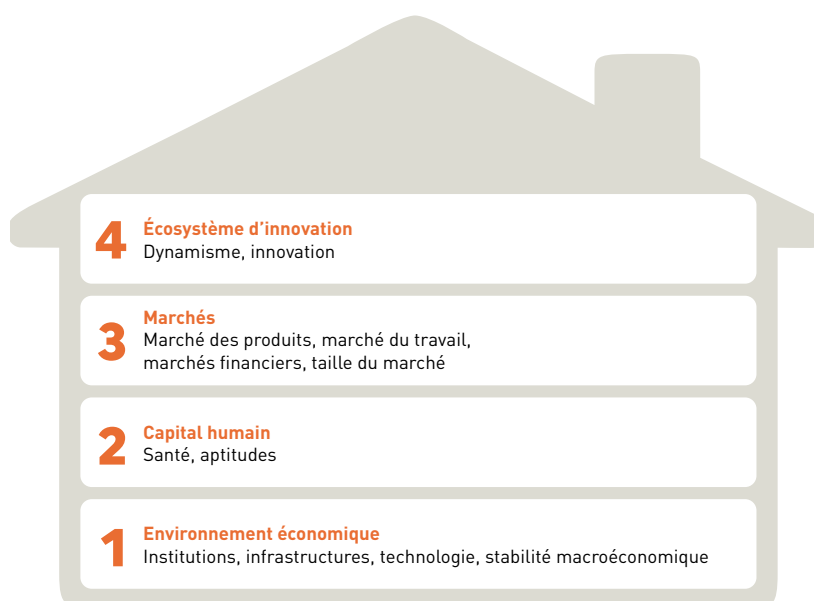 4
Écosystème d’innovation
Dynamisme, innovation
3
Marchés
Marché des produits, marché du travail,
marchés financiers, taille du marché
2
Capital humain
Santé, aptitudes
1
Environnement économique
Institutions, infrastructures, technologie, stabilité macroéconomique